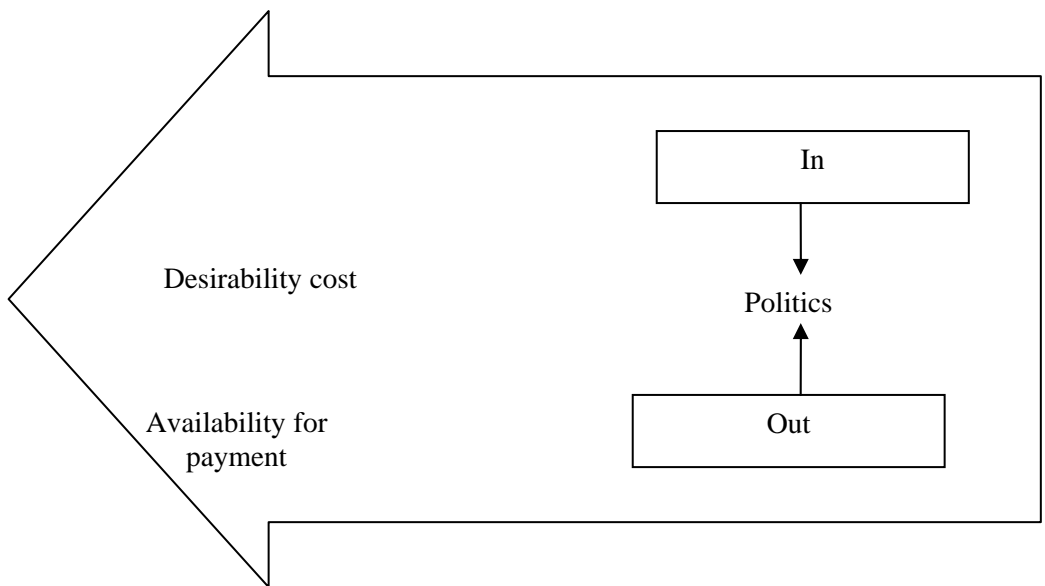 In
Desirability cost
Politics
Availability for
payment
Out